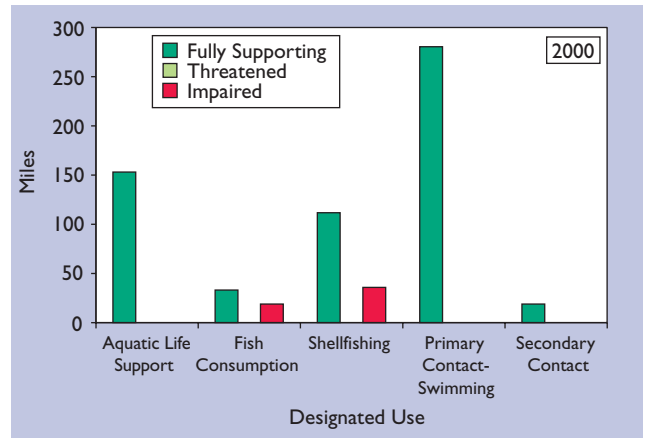 300
250
200
150
100
50
0
Miles
Fully Supporting
Threatened
Impaired
2000
Aquatic Life
Support
Fish
Consumption
Shellfishing
Primary
Contact-
Swimming
Secondary
Contact
Designated Use